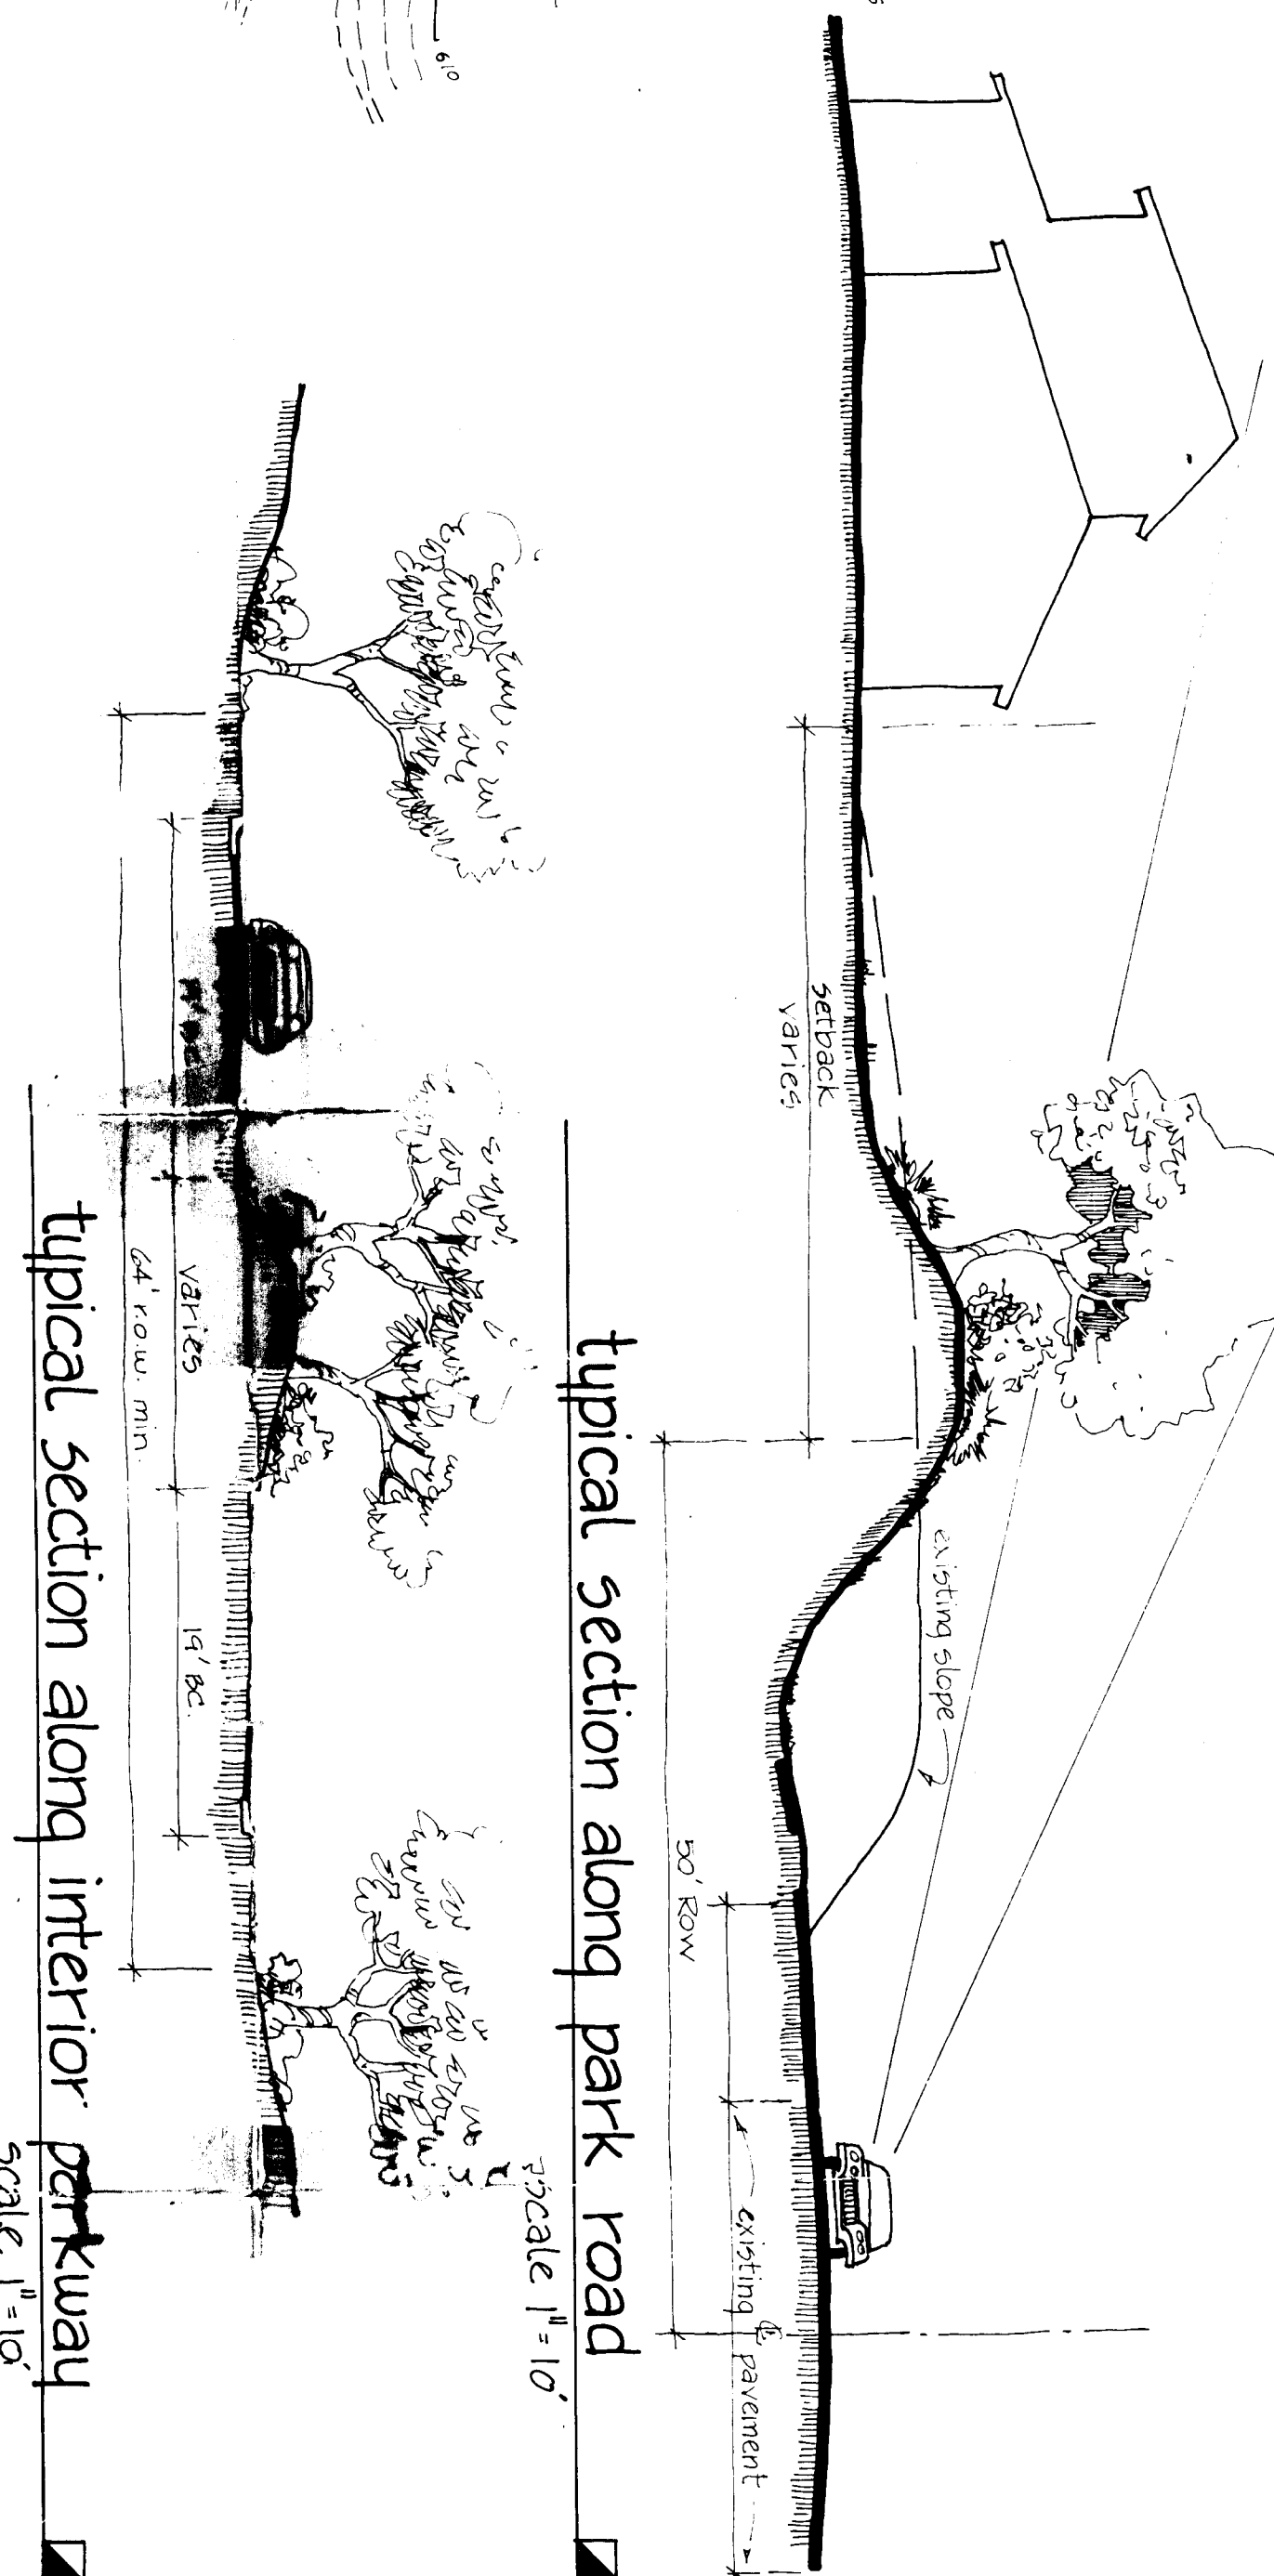 610
setback
varies
existing slope
50' ROW
existing ℄ pavement
typical section along park road
scale 1" = 10'
varies
19' BC.
64' r.o.w. min.
typical section along interior parkway
scale 1" = 10'